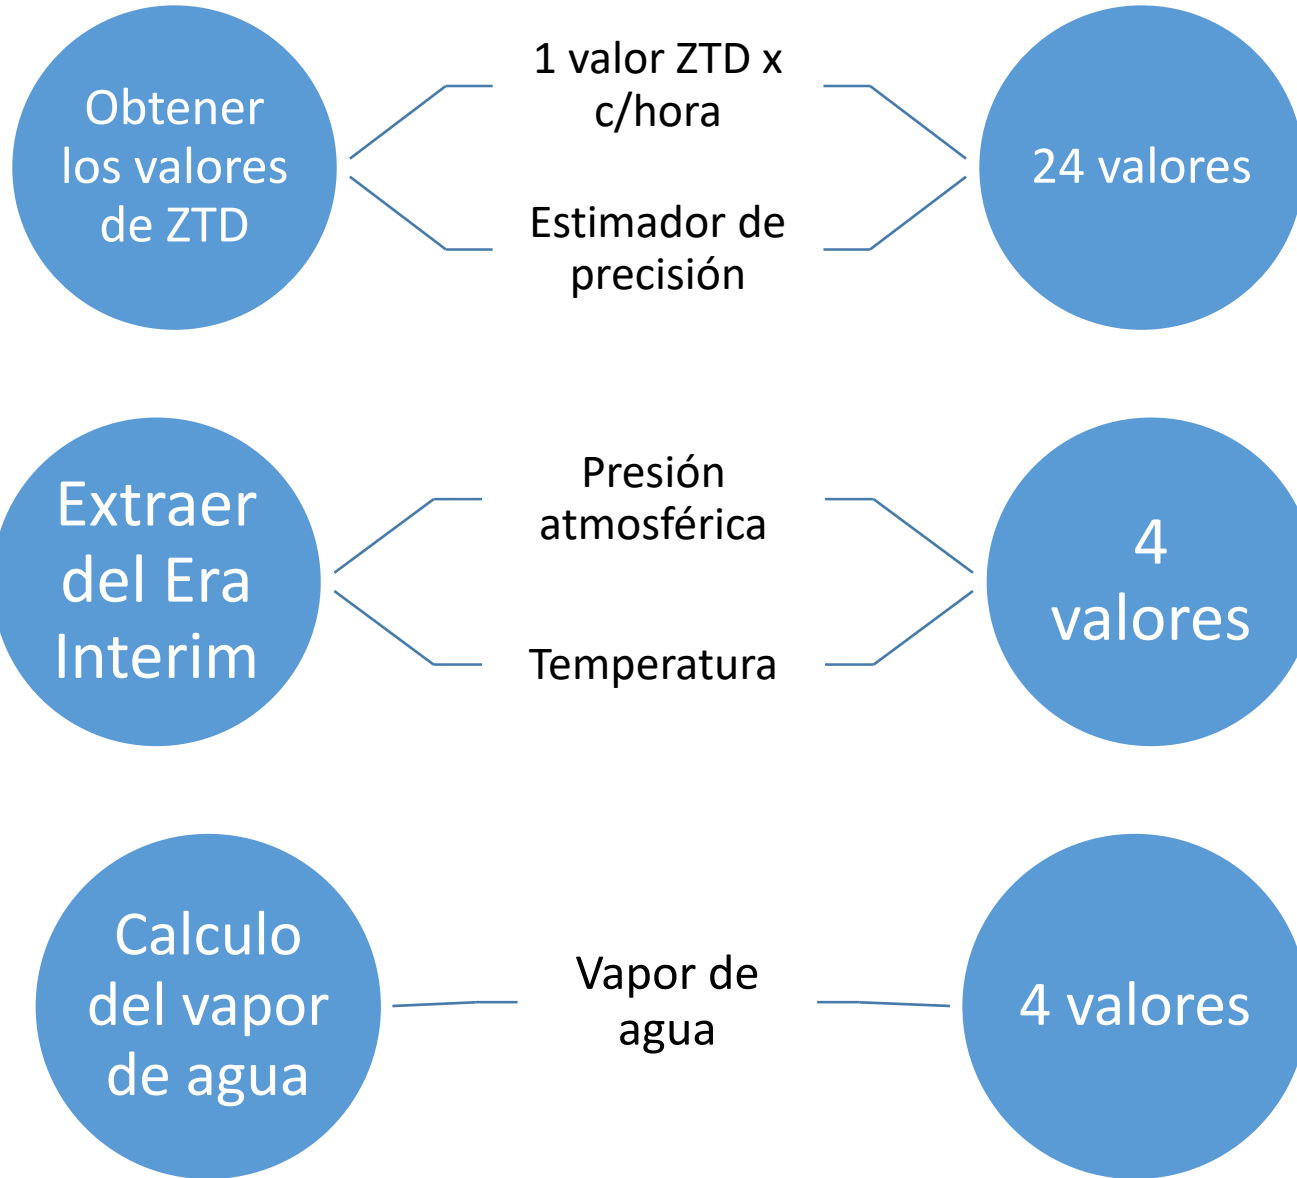 Obtener
los valores
de ZTD
1 valor ZTD x
c/hora
Estimador de
precisión
24 valores
Extraer
del Era
Interim
Presión
atmosférica
Temperatura
4
valores
Calculo
del vapor
de agua
Vapor de
agua
4 valores